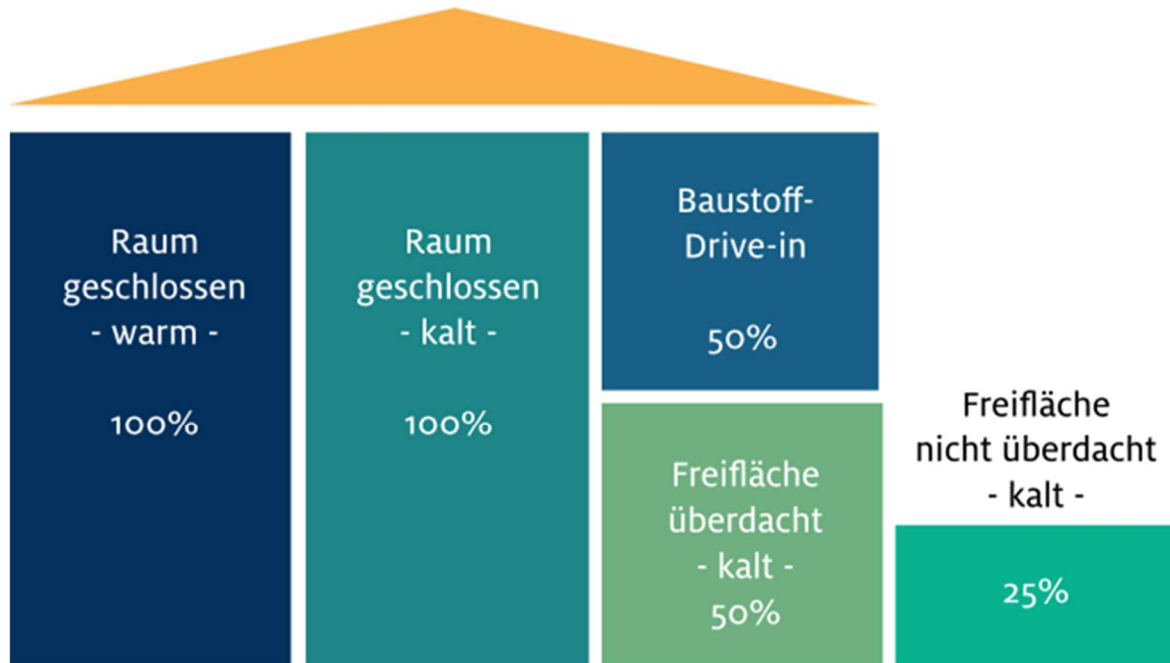 Raum
geschlossen
- warm -
100%
Raum
geschlossen
- kalt -
100%
Baustoff-
Drive-in
50%
Freifläche
überdacht
- kalt -
50%
Freifläche
nicht überdacht
- kalt -
25%